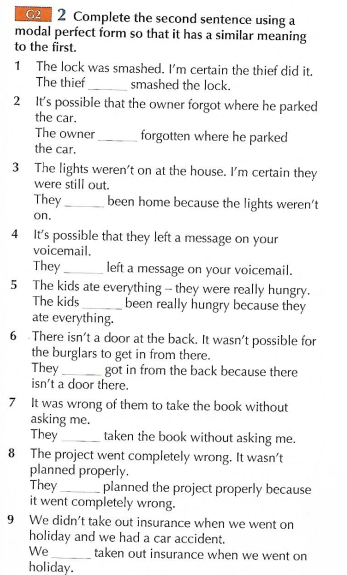 G2 2 Complete the second sentence using a
modal perfect form so that it has a similar meaning
to the first.
1 The lock was smashed. I'm certain the thief did it.
The thief ______ smashed the lock.
2 It's possible that the owner forgot where he parked
the car.
The owner ______ forgotten where he parked
the car.
3 The lights weren't on at the house. I'm certain they
were still out.
They ______ been home because the lights weren't
on.
4 It's possible that they left a message on your
voicemail.
They ______ left a message on your voicemail.
5 The kids ate everything – they were really hungry.
The kids ______ been really hungry because they
ate everything.
6 There isn't a door at the back. It wasn't possible for
the burglars to get in from there.
They ______ got in from the back because there
isn't a door there.
7 It was wrong of them to take the book without
asking me.
They ______ taken the book without asking me.
8 The project went completely wrong. It wasn't
planned properly.
They ______ planned the project properly because
it went completely wrong.
9 We didn't take out insurance when we went on
holiday and we had a car accident.
We ______ taken out insurance when we went on
holiday.